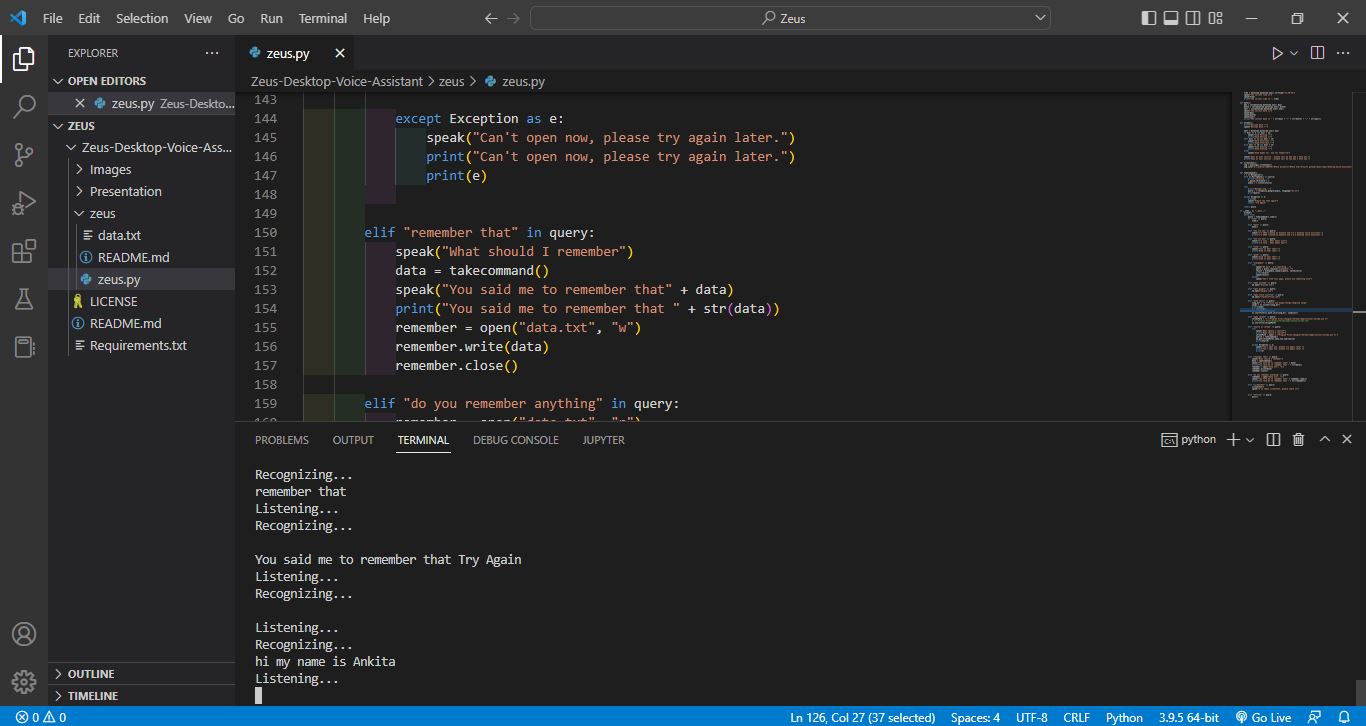 File Edit Selection View Go Run Terminal Help
Zeus
EXPLORER
OPEN EDITORS
zeus.py Zeus-Deskto...
ZEUS
Zeus-Desktop-Voice-Ass...
Images
Presentation
zeus
data.txt
README.md
zeus.py
LICENSE
README.md
Requirements.txt
OUTLINE
TIMELINE
zeus.py
Zeus-Desktop-Voice-Assistant > zeus > zeus.py
143
144 except Exception as e:
145 speak("Can't open now, please try again later.")
146 print("Can't open now, please try again later.")
147 print(e)
148
149
150 elif "remember that" in query:
151 speak("What should I remember")
152 data = takecommand()
153 speak("You said me to remember that" + data)
154 print("You said me to remember that " + str(data))
155 remember = open("data.txt", "w")
156 remember.write(data)
157 remember.close()
158
159 elif "do you remember anything" in query:
160 remember = open("data.txt", "r")
PROBLEMS OUTPUT TERMINAL DEBUG CONSOLE JUPYTER
python
Recognizing...
remember that
Listening...
Recognizing...
You said me to remember that Try Again
Listening...
Recognizing...
Listening...
Recognizing...
hi my name is Ankita
Listening...
0 0 Ln 126, Col 27 (37 selected) Spaces: 4 UTF-8 CRLF Python 3.9.5 64-bit Go Live